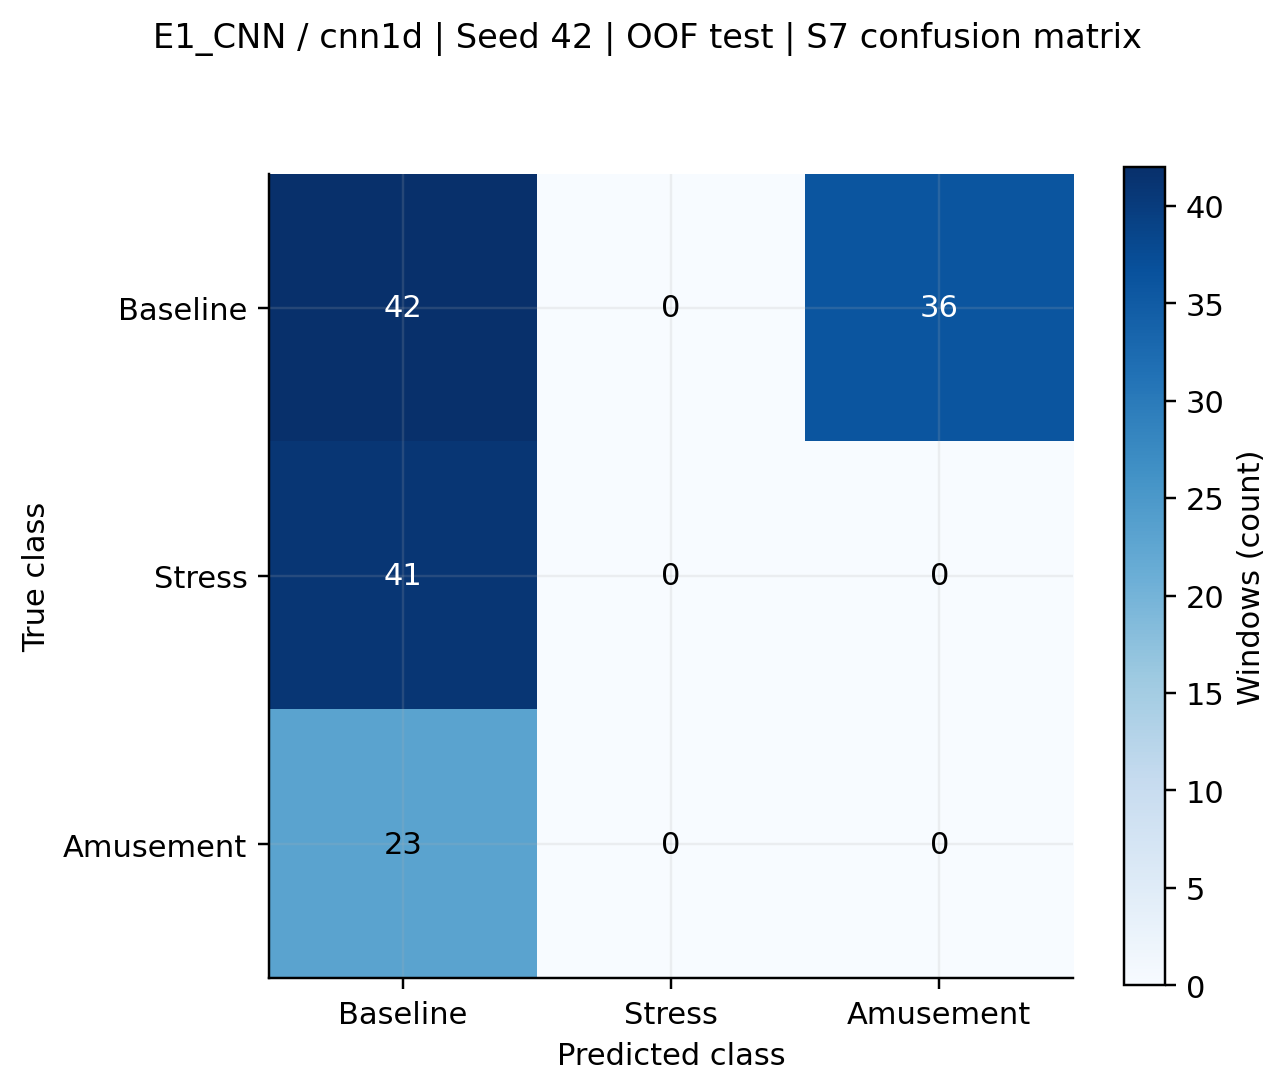 E1_CNN / cnn1d | Seed 42 | OOF test | S7 confusion matrix
Baseline
42
0
36
Stress
41
0
0
Amusement
23
0
0
True class
Baseline
Stress
Amusement
Predicted class
40
35
30
25
20
15
10
5
0
Windows (count)